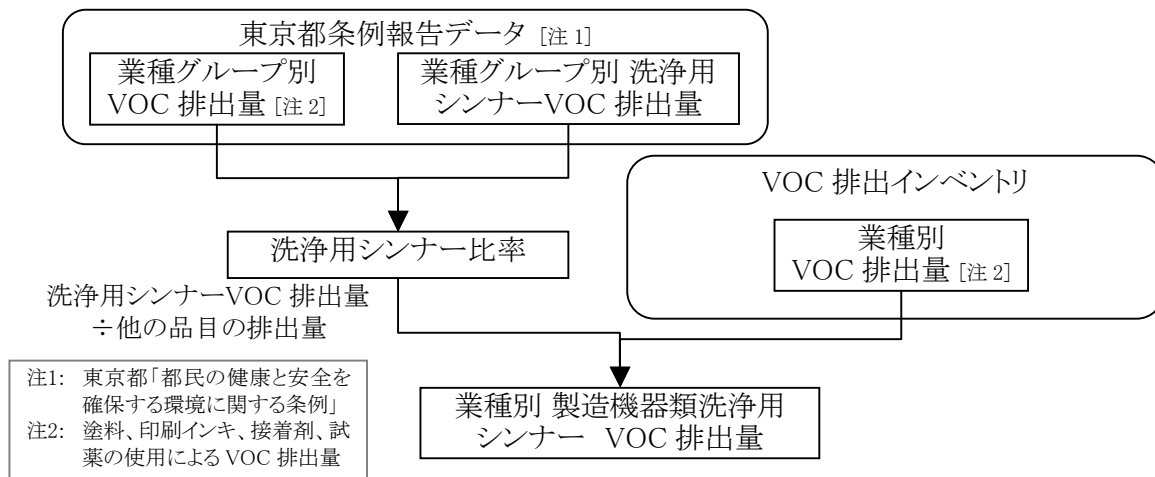 東京都条例報告データ [注 1]
業種グループ別
VOC 排出量 [注 2]
業種グループ別 洗浄用
シンナーVOC 排出量
VOC 排出インベントリ
業種別
VOC 排出量 [注 2]
洗浄用シンナー比率
洗浄用シンナーVOC 排出量
÷他の品目の排出量
注1: 東京都「都民の健康と安全を
確保する環境に関する条例」
注2: 塗料、印刷インキ、接着剤、試
薬の使用による VOC 排出量
業種別 製造機器類洗浄用
シンナー VOC 排出量